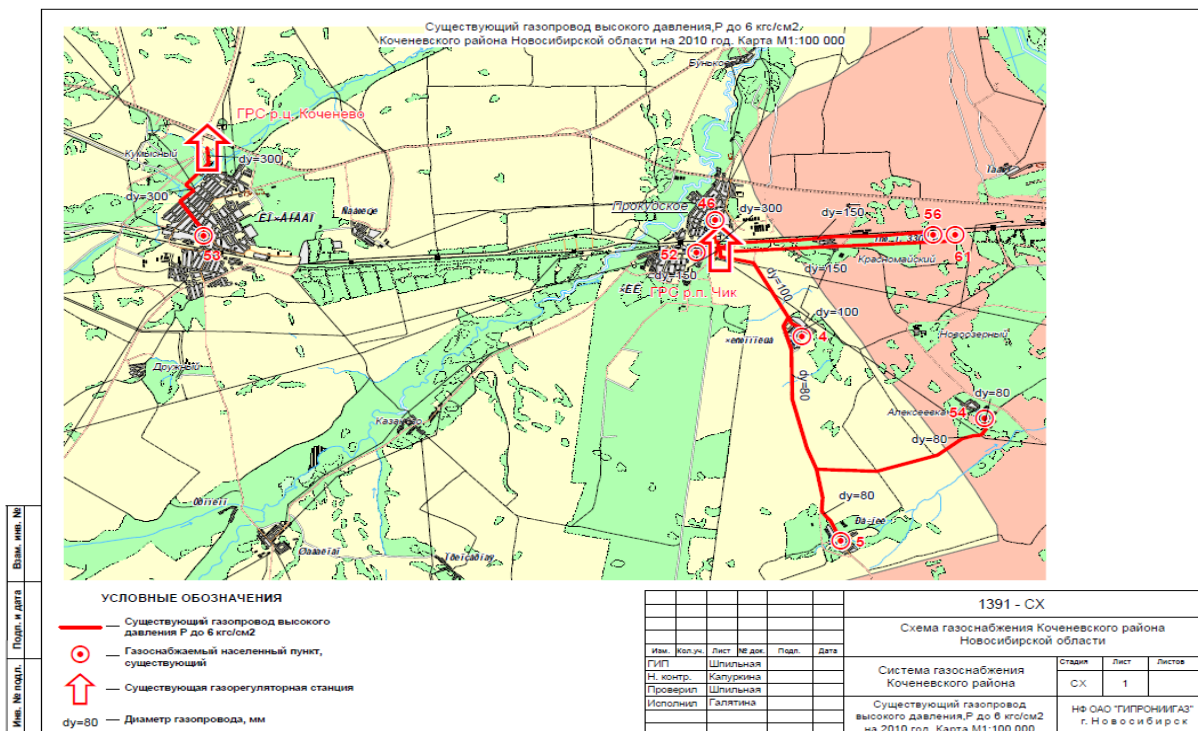 Существующий газопровод высокого давления,Р до 6 кгс/см2
Коченевского района Новосибирской области на 2010 год. Карта М1:100 000
Буньково
ГРС р.ц. Коченево
Кумысный
dy=300
dy=300
53
Прокудское
46
dy=300
dy=150
56
61
52
dy=150
ГРС р.п. Чик
Красномайский
dy=150
dy=100
dy=100
4
Новоозерный
dy=80
dy=80
Алексеевка
54
dy=80
Дружный
dy=80
5
УСЛОВНЫЕ ОБОЗНАЧЕНИЯ
— Существующий газопровод высокого
давления Р до 6 кгс/см2
— Газоснабжаемый населенный пункт,
существующий
— Существующая газорегуляторная станция
dy=80 — Диаметр газопровода, мм
Взам. инв. №
Подп. и дата
Инв. № подл.
1391 - СХ
Схема газоснабжения Коченевского района
Новосибирской области
Изм. Кол.уч. Лист № док. Подп. Дата
ГИП Шпильная
Н. контр. Капуркина
Проверил Шпильная
Исполнил Галятина
Система газоснабжения
Коченевского района
Стадия Лист Листов
СХ 1
Существующий газопровод
высокого давления,Р до 6 кгс/см2
на 2010 год. Карта М1:100 000
НФ ОАО "ГИПРОНИИГАЗ"
г. Новосибирск